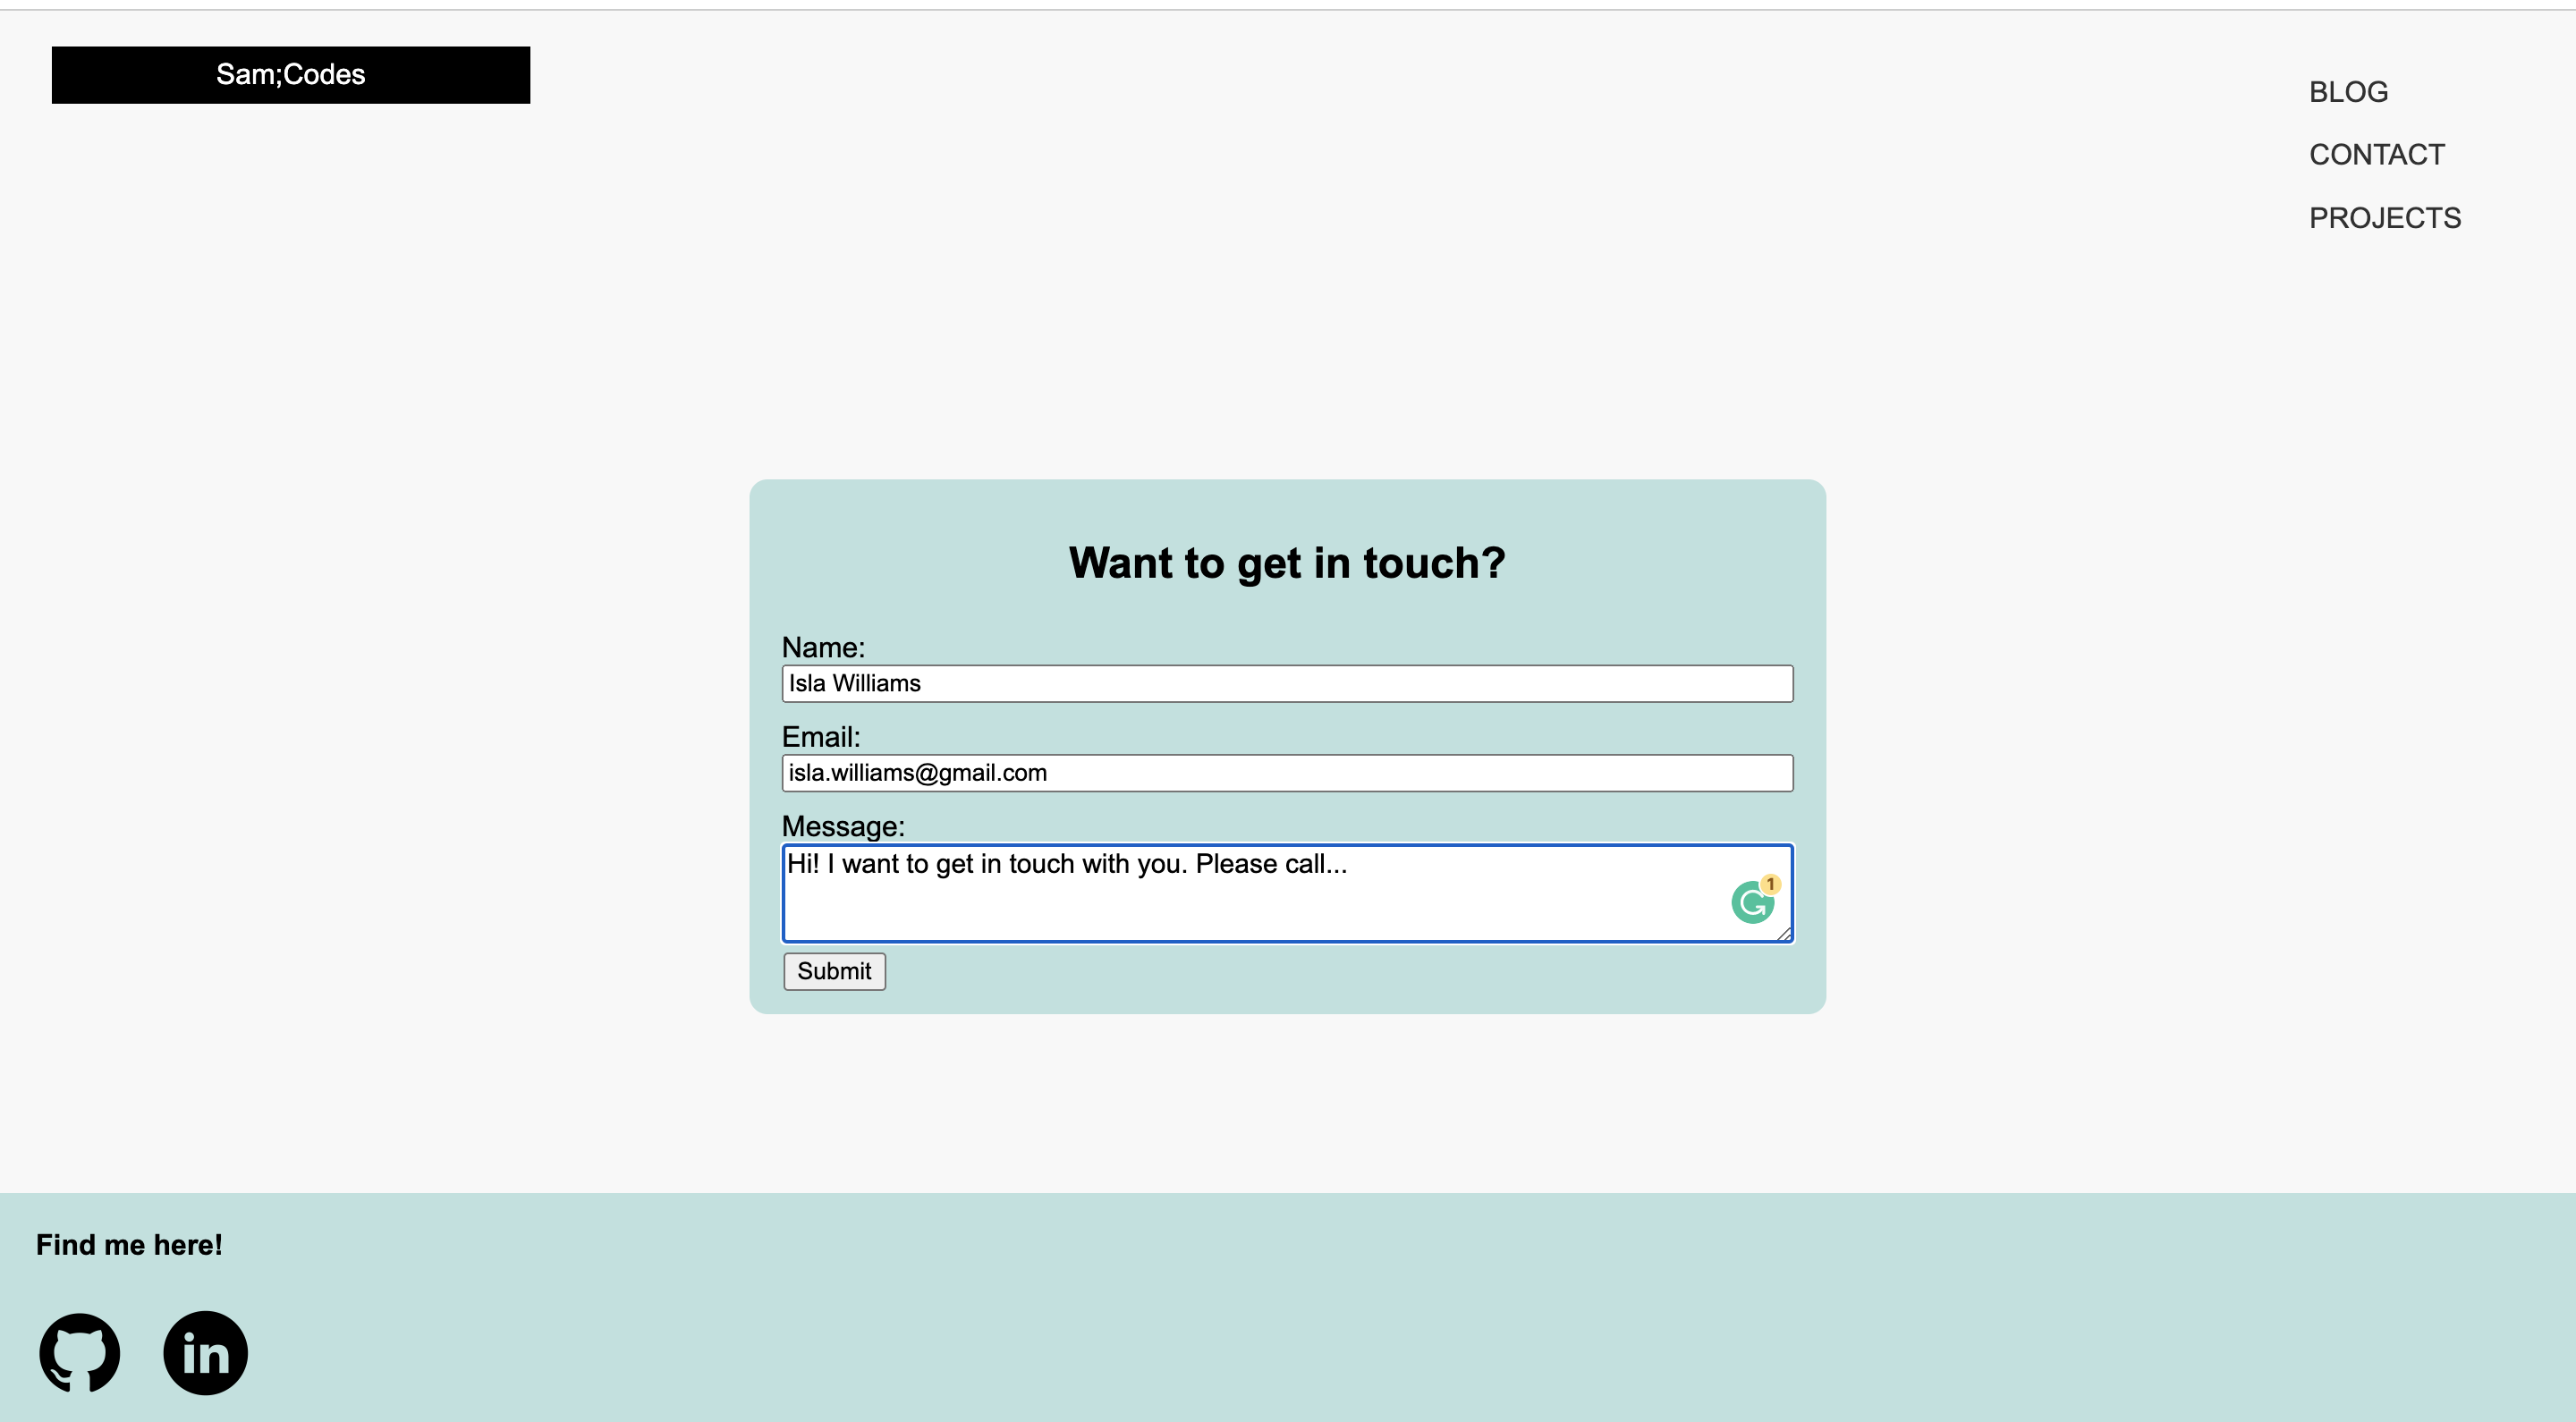 Sam;Codes
BLOG
CONTACT
PROJECTS
Want to get in touch?
Name:
Isla Williams
Email:
isla.williams@gmail.com
Message:
Hi! I want to get in touch with you. Please call...
1
Submit
Find me here!
in